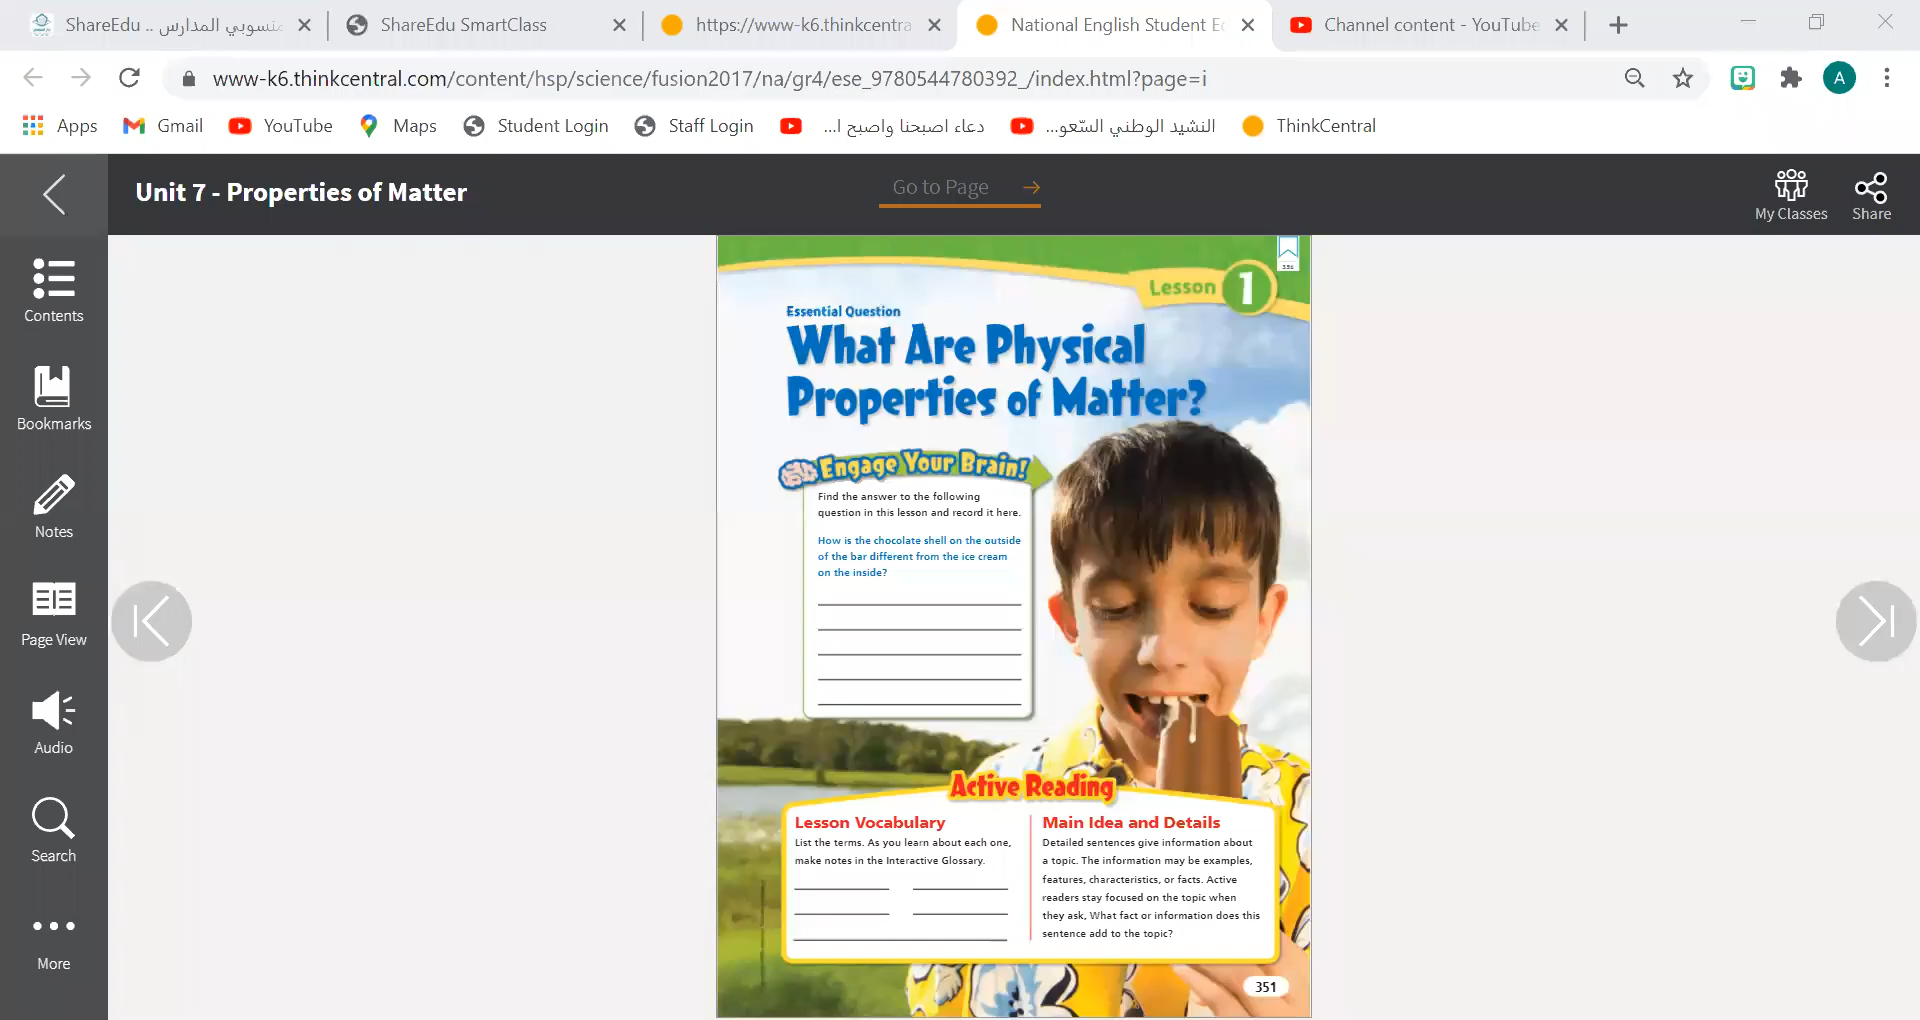 ShareEdu .. منسوبي المدارس
ShareEdu SmartClass
https://www-k6.thinkcentra
National English Student Ec
Channel content - YouTube
www-k6.thinkcentral.com/content/hsp/science/fusion2017/na/gr4/ese_9780544780392_/index.html?page=i
A
Apps
Gmail
YouTube
Maps
Student Login
Staff Login
دعاء اصبحنا واصبح ا...
النشيد الوطني السّعو...
ThinkCentral
Unit 7 - Properties of Matter
Go to Page
My Classes
Share
Contents
Bookmarks
Notes
Page View
Audio
Search
More
Lesson 1
Essential Question
What Are Physical
Properties of Matter?
Engage Your Brain!
Find the answer to the following
question in this lesson and record it here.
How is the chocolate shell on the outside
of the bar different from the ice cream
on the inside?
Active Reading
Lesson Vocabulary
List the terms. As you learn about each one,
make notes in the Interactive Glossary.
Main Idea and Details
Detailed sentences give information about
a topic. The information may be examples,
features, characteristics, or facts. Active
readers stay focused on the topic when
they ask, What fact or information does this
sentence add to the topic?
351